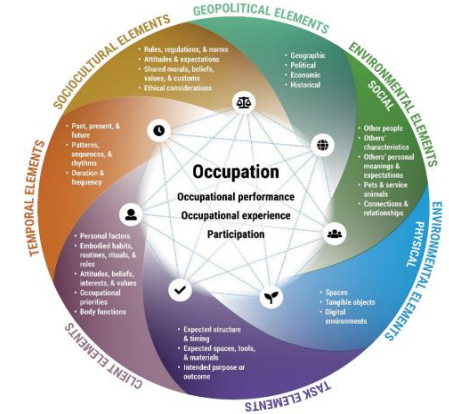 GEOPOLITICAL ELEMENTS
• Geographic
• Political
• Economic
• Historical
ENVIRONMENTAL ELEMENTS
SOCIAL
• Other people
• Others'
characteristics
• Others' personal
meanings &
expectations
• Pets & service
animals
• Connections &
relationships
ENVIRONMENTAL ELEMENTS
PHYSICAL
• Spaces
• Tangible objects
• Digital
environments
TASK ELEMENTS
• Expected structure
& timing
• Expected spaces, tools,
& materials
• Intended purpose or
outcome
CLIENT ELEMENTS
• Personal factors
• Embodied habits,
routines, rituals, &
roles
• Attitudes, beliefs,
interests, & values
• Occupational
priorities
• Body functions
TEMPORAL ELEMENTS
• Past, present, &
future
• Patterns,
sequences, &
rhythms
• Duration &
frequency
SOCIOCULTURAL ELEMENTS
• Rules, regulations, & norms
• Attitudes & expectations
• Shared morals, beliefs,
values, & customs
• Ethical considerations
Occupation
Occupational performance
Occupational experience
Participation